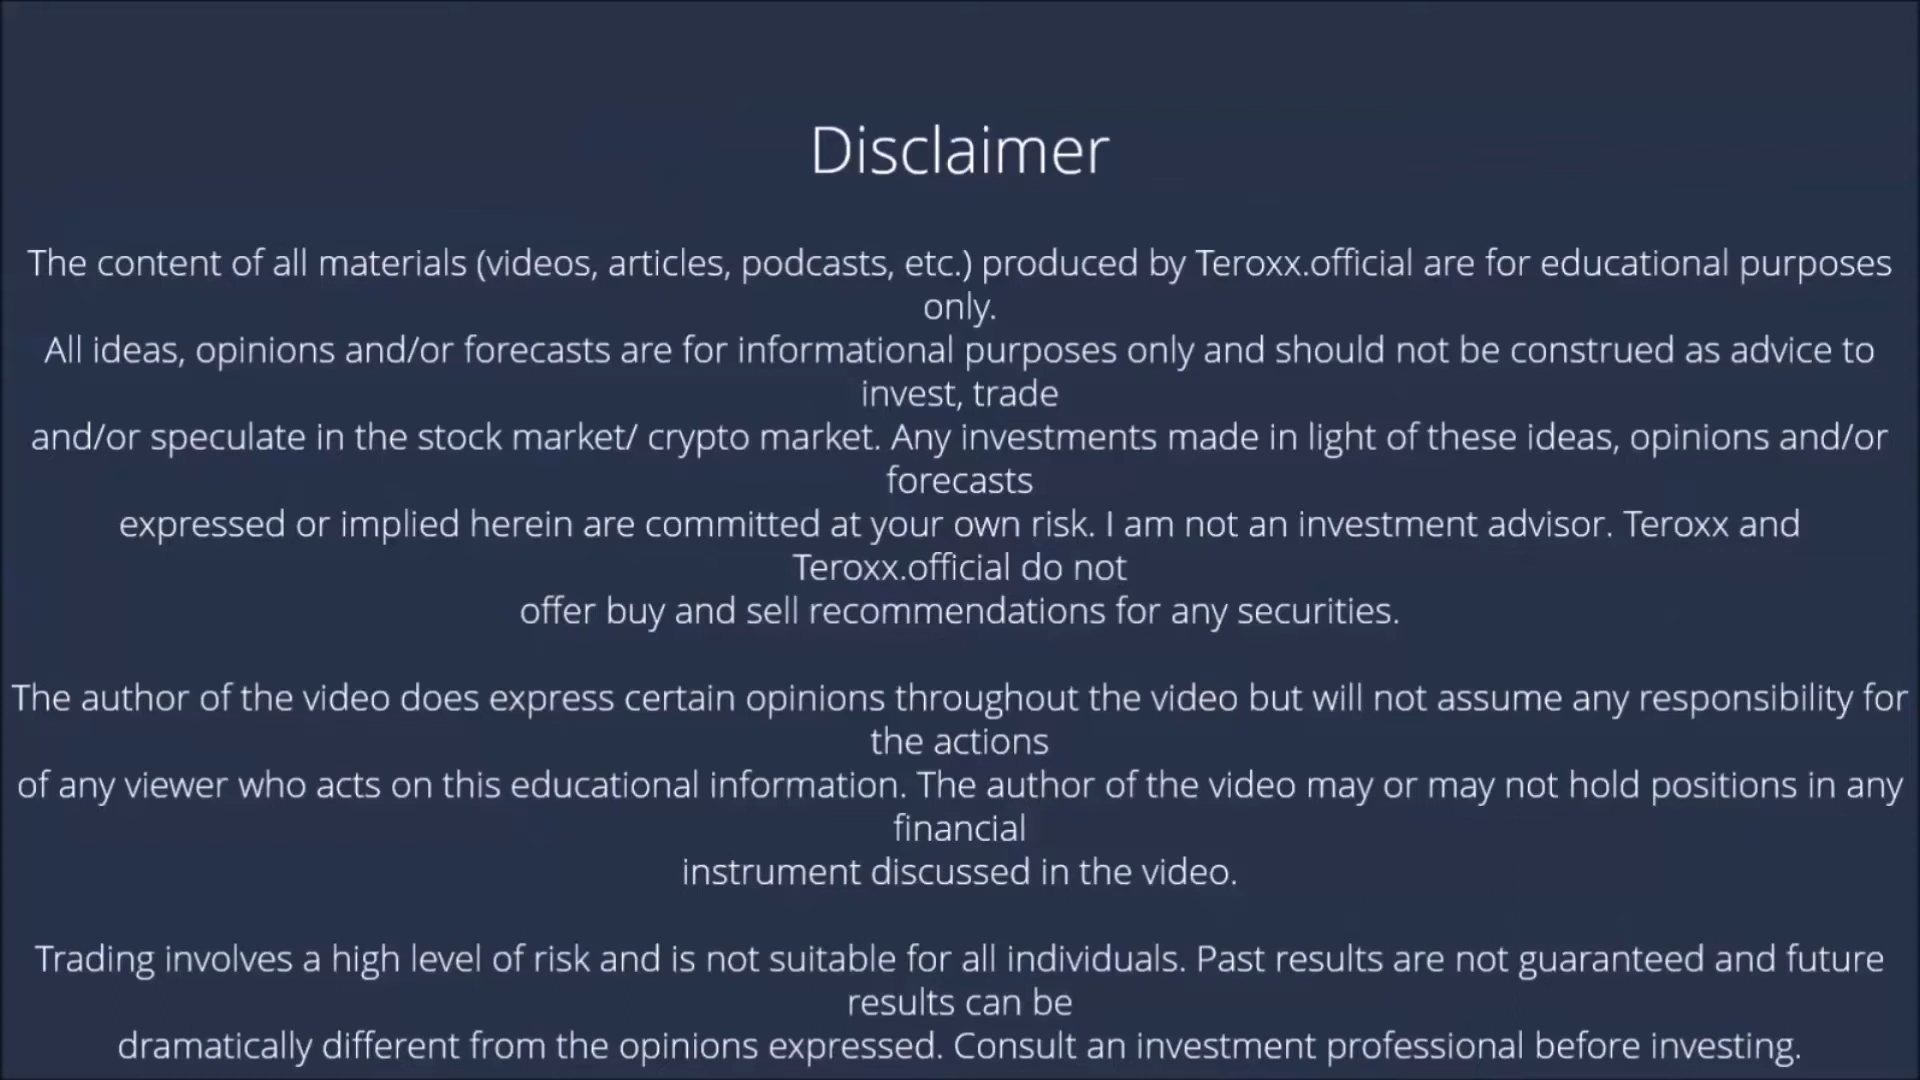 Disclaimer
The content of all materials (videos, articles, podcasts, etc.) produced by Teroxx.official are for educational purposes
only.
All ideas, opinions and/or forecasts are for informational purposes only and should not be construed as advice to
invest, trade
and/or speculate in the stock market/ crypto market. Any investments made in light of these ideas, opinions and/or
forecasts
expressed or implied herein are committed at your own risk. I am not an investment advisor. Teroxx and
Teroxx.official do not
offer buy and sell recommendations for any securities.
The author of the video does express certain opinions throughout the video but will not assume any responsibility for
the actions
of any viewer who acts on this educational information. The author of the video may or may not hold positions in any
financial
instrument discussed in the video.
Trading involves a high level of risk and is not suitable for all individuals. Past results are not guaranteed and future
results can be
dramatically different from the opinions expressed. Consult an investment professional before investing.